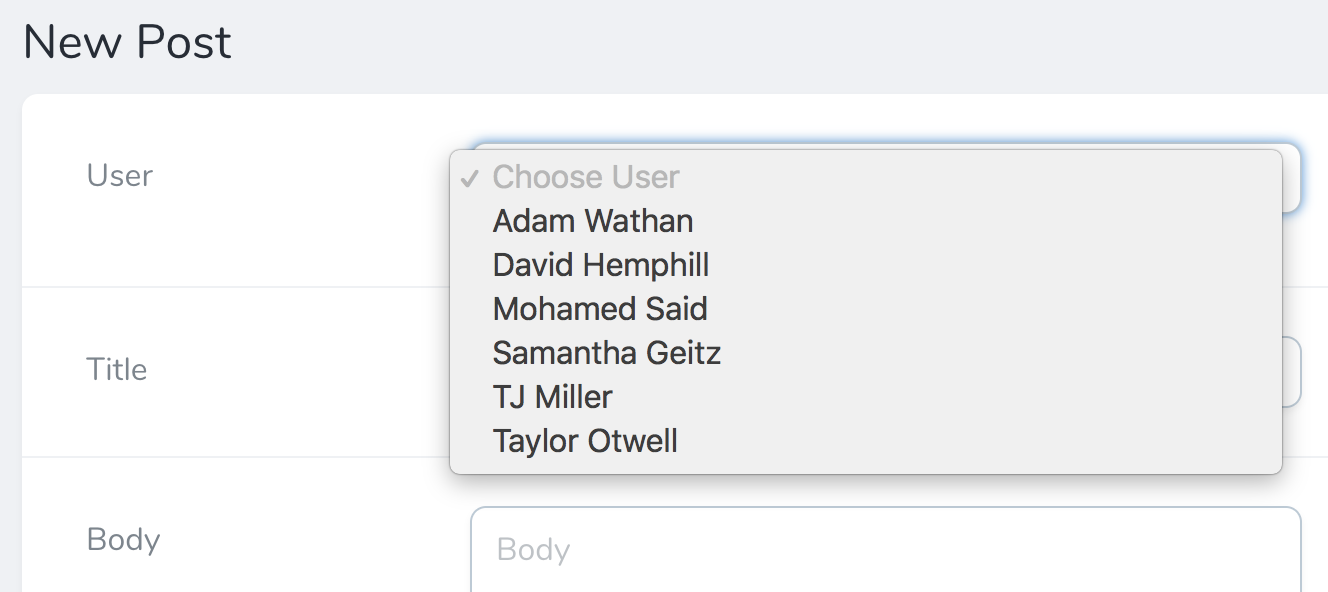 New Post
User
Choose User
Adam Wathan
David Hemphill
Mohamed Said
Samantha Geitz
TJ Miller
Taylor Otwell
Title
Body
Body